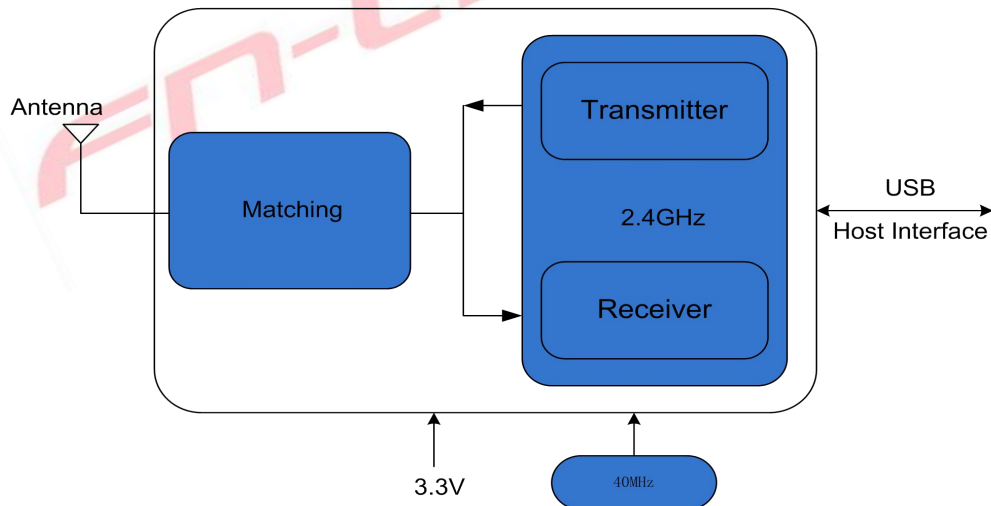 Antenna
Matching
Transmitter
2.4GHz
Receiver
USB
Host Interface
3.3V
40MHz